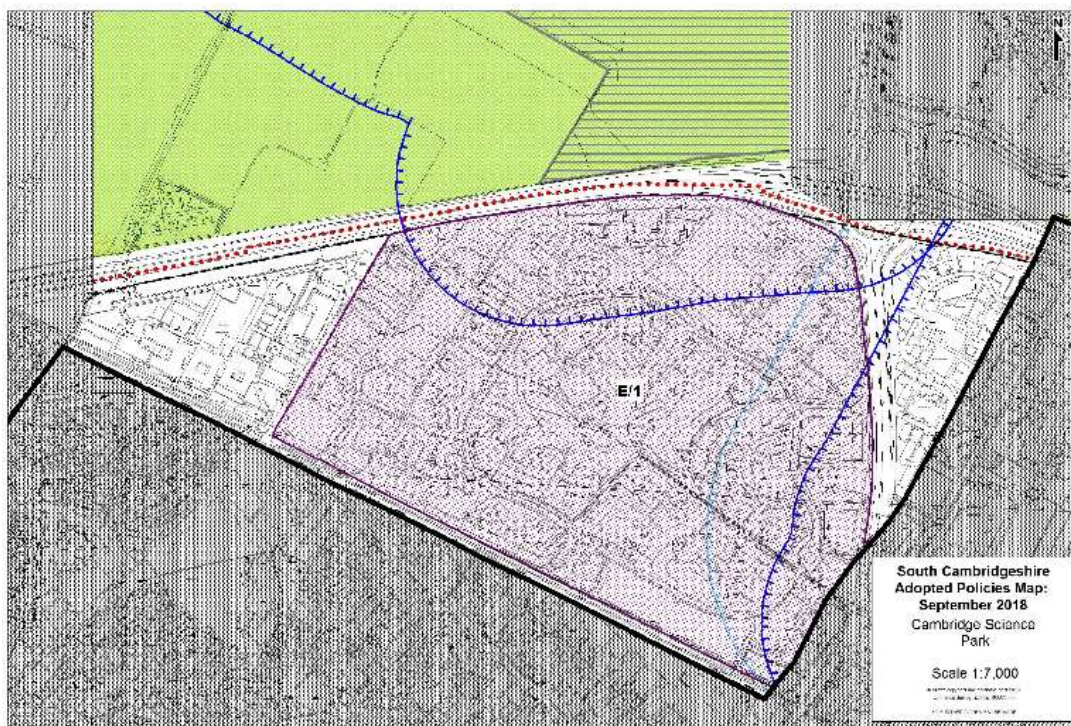 N
E/1
South Cambridgeshire
Adopted Policies Map:
September 2018
Cambridge Science
Park
Scale 1:7,000